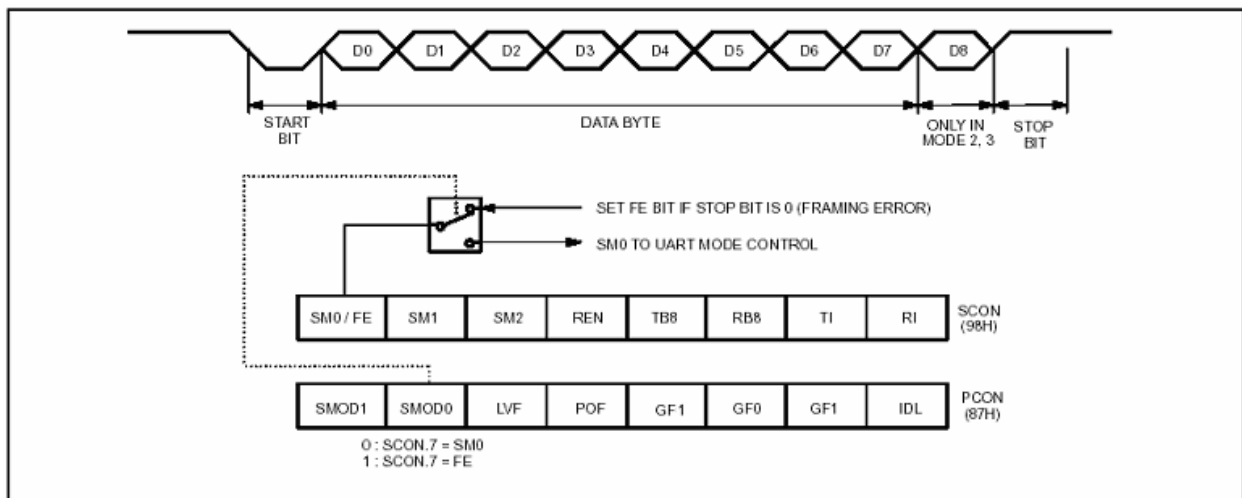 D0 D1 D2 D3 D4 D5 D6 D7 D8
START
BIT
DATA BYTE
ONLY IN
MODE 2, 3
STOP
BIT
SET FE BIT IF STOP BIT IS 0 (FRAMING ERROR)
SM0 TO UART MODE CONTROL
SM0 / FE SM1 SM2 REN TB8 RB8 TI RI
SCON
(98H)
SMOD1 SMOD0 LVF POF GF1 GF0 GF1 IDL
PCON
(87H)
0 : SCON.7 = SM0
1 : SCON.7 = FE